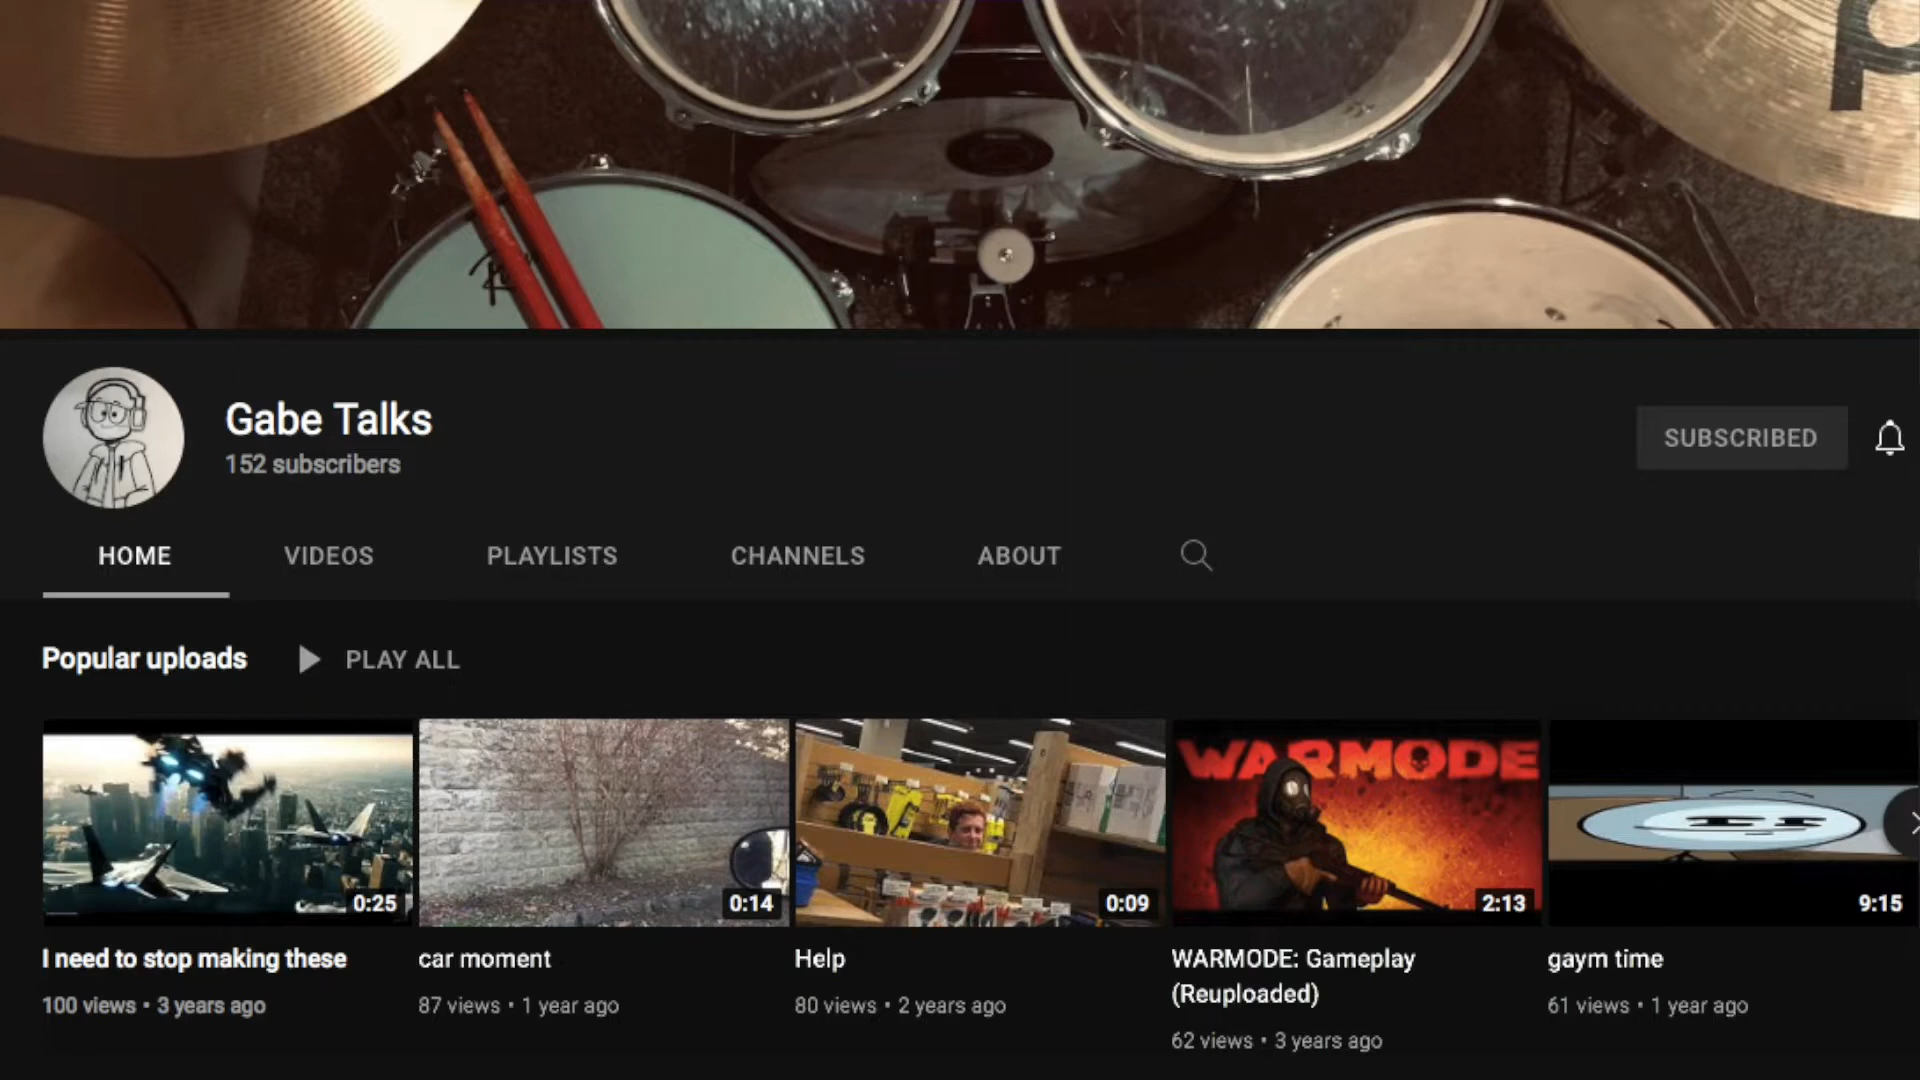 Gabe Talks
152 subscribers
SUBSCRIBED
HOME VIDEOS PLAYLISTS CHANNELS ABOUT
Popular uploads PLAY ALL
WARMODE
0:25 0:14 0:09 2:13 9:15
I need to stop making these
100 views • 3 years ago
car moment
87 views • 1 year ago
Help
80 views • 2 years ago
WARMODE: Gameplay
(Reuploaded)
62 views • 3 years ago
gaym time
61 views • 1 year ago